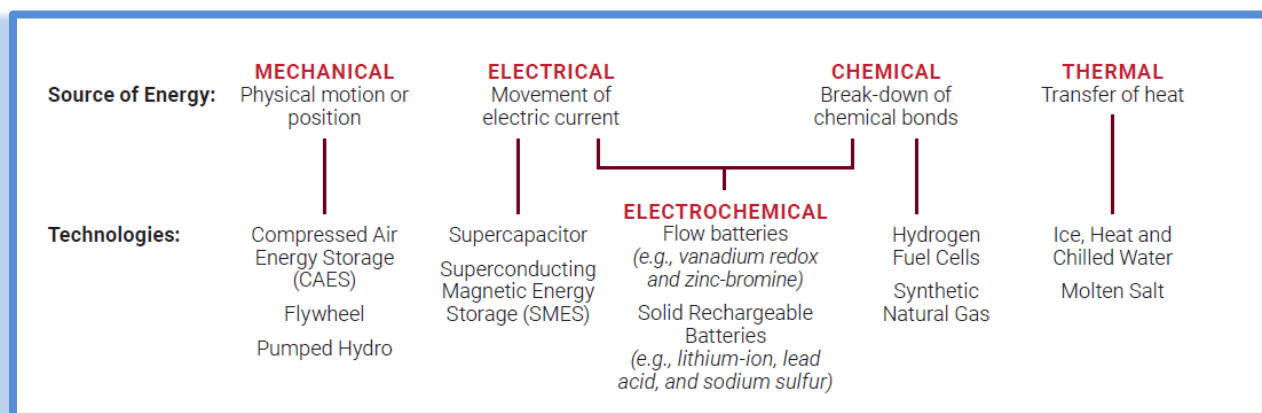 Source of Energy:
MECHANICAL
Physical motion or
position
ELECTRICAL
Movement of
electric current
CHEMICAL
Break-down of
chemical bonds
THERMAL
Transfer of heat
Technologies:
Compressed Air
Energy Storage
(CAES)
Flywheel
Pumped Hydro
Supercapacitor
Superconducting
Magnetic Energy
Storage (SMES)
ELECTROCHEMICAL
Flow batteries
(e.g., vanadium redox
and zinc-bromine)
Solid Rechargeable
Batteries
(e.g., lithium-ion, lead
acid, and sodium sulfur)
Hydrogen
Fuel Cells
Synthetic
Natural Gas
Ice, Heat and
Chilled Water
Molten Salt